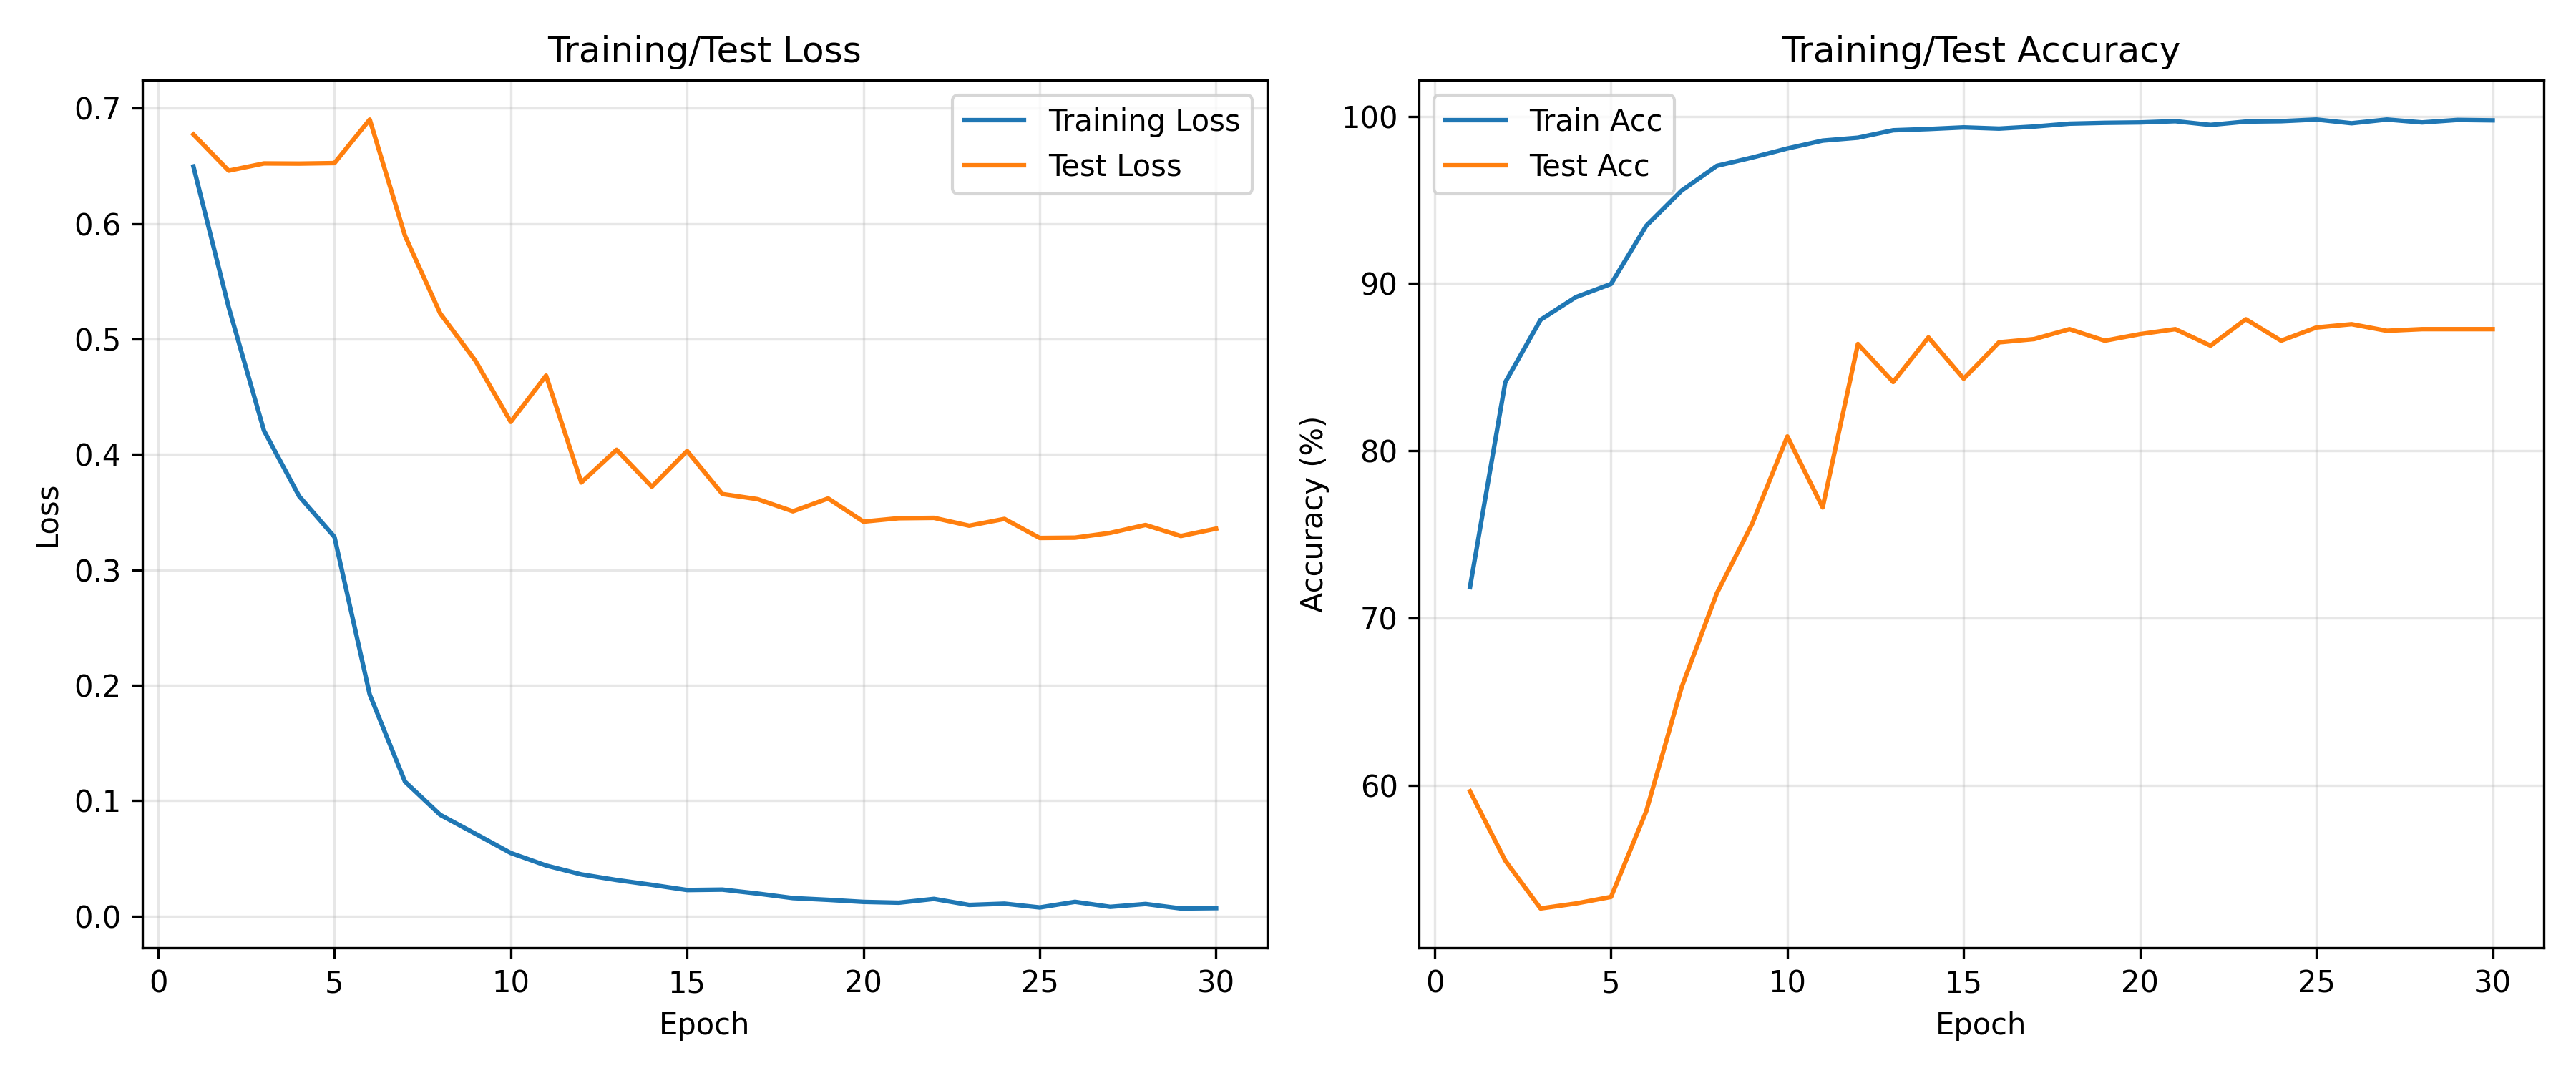 Training/Test Loss
Training Loss
Test Loss
0.7
0.6
0.5
0.4
0.3
0.2
0.1
0.0
Loss
0 5 10 15 20 25 30
Epoch
Training/Test Accuracy
Train Acc
Test Acc
100
90
80
70
60
Accuracy (%)
0 5 10 15 20 25 30
Epoch